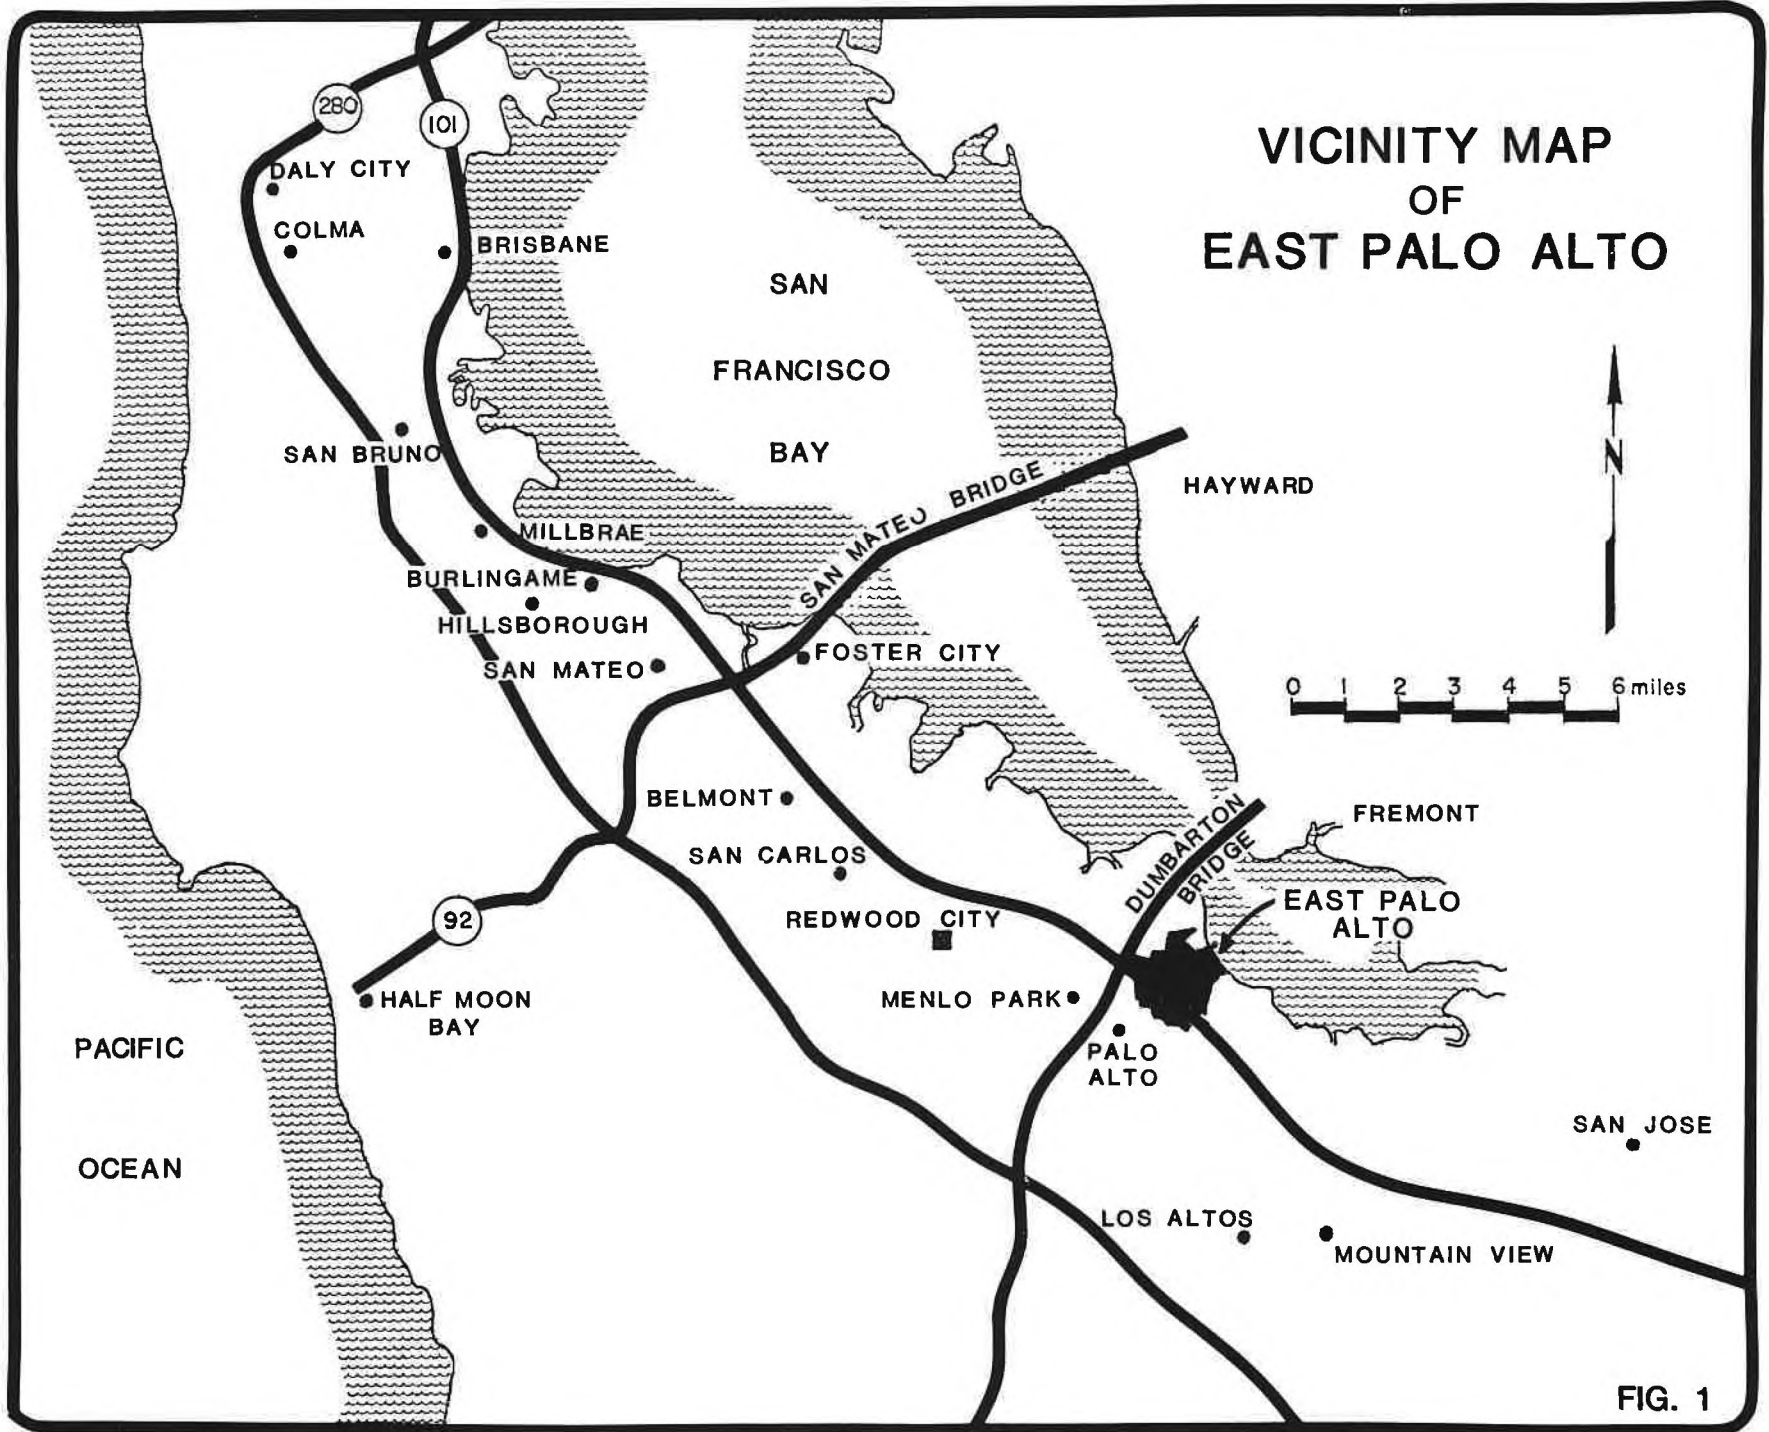 VICINITY MAP
OF
EAST PALO ALTO
280
101
DALY CITY
COLMA
BRISBANE
SAN
FRANCISCO
BAY
SAN BRUNO
SAN MATEO BRIDGE
HAYWARD
N
MILLBRAE
BURLINGAME
HILLSBOROUGH
SAN MATEO
FOSTER CITY
0 1 2 3 4 5 6 miles
BELMONT
SAN CARLOS
DUMBARTON
BRIDGE
FREMONT
EAST PALO
ALTO
REDWOOD CITY
92
HALF MOON
BAY
MENLO PARK
PALO
ALTO
PACIFIC
OCEAN
SAN JOSE
LOS ALTOS
MOUNTAIN VIEW
FIG. 1